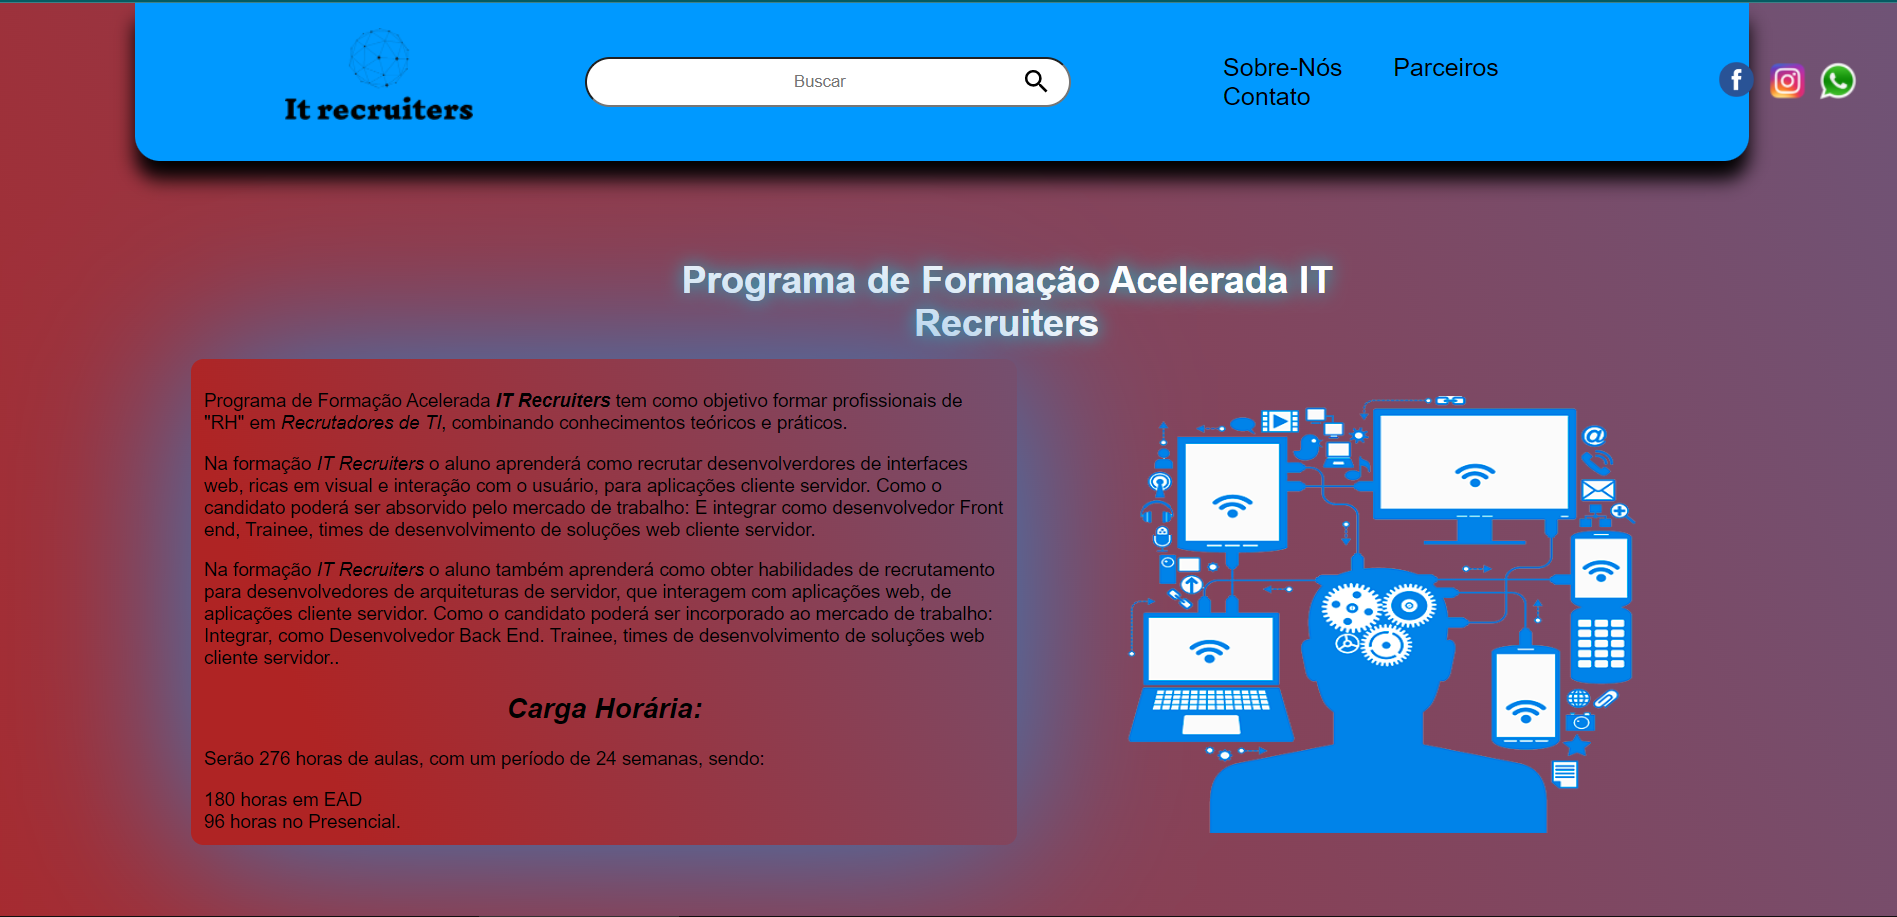 It recruiters
Buscar
Sobre-Nós Parceiros
Contato
Programa de Formação Acelerada IT
Recruiters
Programa de Formação Acelerada IT Recruiters tem como objetivo formar profissionais de
"RH" em Recrutadores de TI, combinando conhecimentos teóricos e práticos.
Na formação IT Recruiters o aluno aprenderá como recrutar desenvolverdores de interfaces
web, ricas em visual e interação com o usuário, para aplicações cliente servidor. Como o
candidato poderá ser absorvido pelo mercado de trabalho: E integrar como desenvolvedor Front
end, Trainee, times de desenvolvimento de soluções web cliente servidor.
Na formação IT Recruiters o aluno também aprenderá como obter habilidades de recrutamento
para desenvolvedores de arquiteturas de servidor, que interagem com aplicações web, de
aplicações cliente servidor. Como o candidato poderá ser incorporado ao mercado de trabalho:
Integrar, como Desenvolvedor Back End. Trainee, times de desenvolvimento de soluções web
cliente servidor..
Carga Horária:
Serão 276 horas de aulas, com um período de 24 semanas, sendo:
180 horas em EAD
96 horas no Presencial.